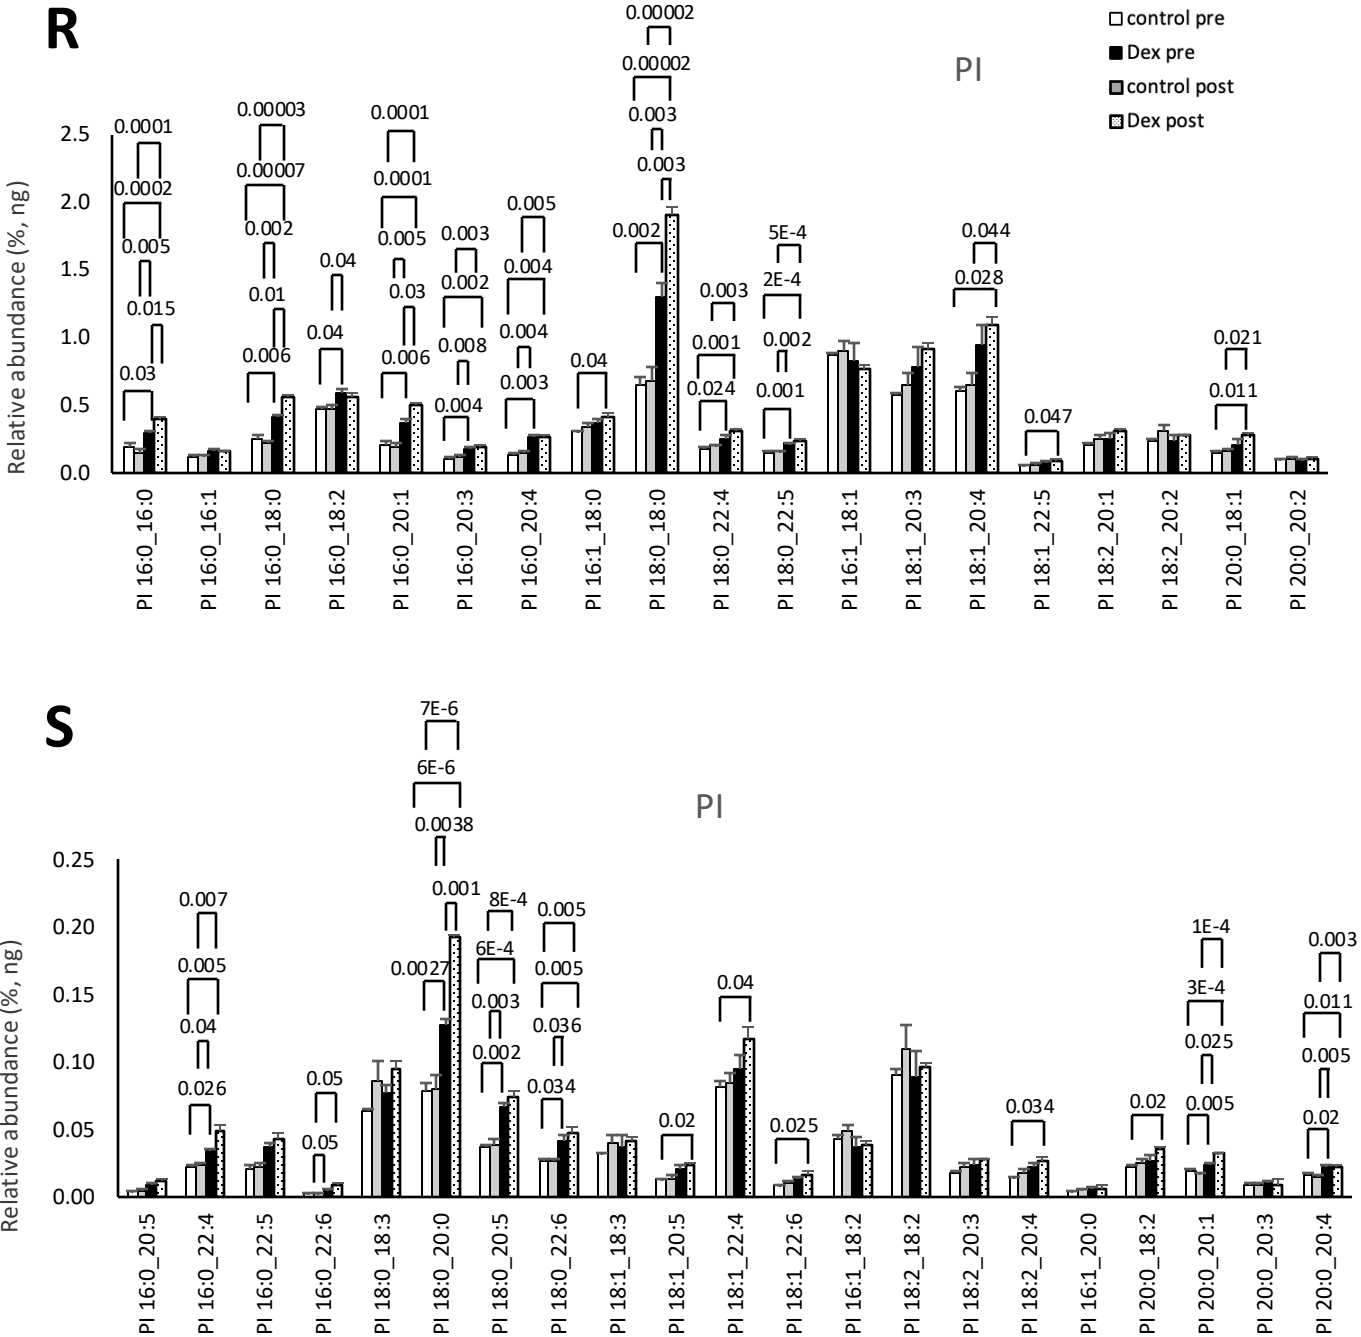 R
PI
control pre
Dex pre
control post
Dex post
Relative abundance (%, ng)
2.5
2.0
1.5
1.0
0.5
0.0
0.0001
0.0002
0.005
0.015
0.03
0.00003
0.00007
0.002
0.01
0.006
0.04
0.04
0.0001
0.0001
0.005
0.03
0.006
0.003
0.002
0.008
0.004
0.005
0.004
0.004
0.003
0.04
0.00002
0.00002
0.003
0.003
0.002
0.003
0.001
0.024
5E-4
2E-4
0.002
0.001
0.044
0.028
0.047
0.021
0.011
PI 16:0_16:0
PI 16:0_16:1
PI 16:0_18:0
PI 16:0_18:2
PI 16:0_20:1
PI 16:0_20:3
PI 16:0_20:4
PI 16:1_18:0
PI 18:0_18:0
PI 18:0_22:4
PI 18:0_22:5
PI 16:1_18:1
PI 18:1_20:3
PI 18:1_20:4
PI 18:1_22:5
PI 18:2_20:1
PI 18:2_20:2
PI 20:0_18:1
PI 20:0_20:2
S
PI
Relative abundance (%, ng)
0.25
0.20
0.15
0.10
0.05
0.00
0.007
0.005
0.04
0.026
0.05
0.05
7E-6
6E-6
0.0038
0.001
0.0027
8E-4
6E-4
0.003
0.002
0.005
0.005
0.036
0.034
0.02
0.04
0.025
0.034
0.02
1E-4
3E-4
0.025
0.005
0.003
0.011
0.005
0.02
PI 16:0_20:5
PI 16:0_22:4
PI 16:0_22:5
PI 16:0_22:6
PI 18:0_18:3
PI 18:0_20:0
PI 18:0_20:5
PI 18:0_22:6
PI 18:1_18:3
PI 18:1_20:5
PI 18:1_22:4
PI 18:1_22:6
PI 16:1_18:2
PI 18:2_18:2
PI 18:2_20:3
PI 18:2_20:4
PI 16:1_20:0
PI 20:0_18:2
PI 20:0_20:1
PI 20:0_20:3
PI 20:0_20:4